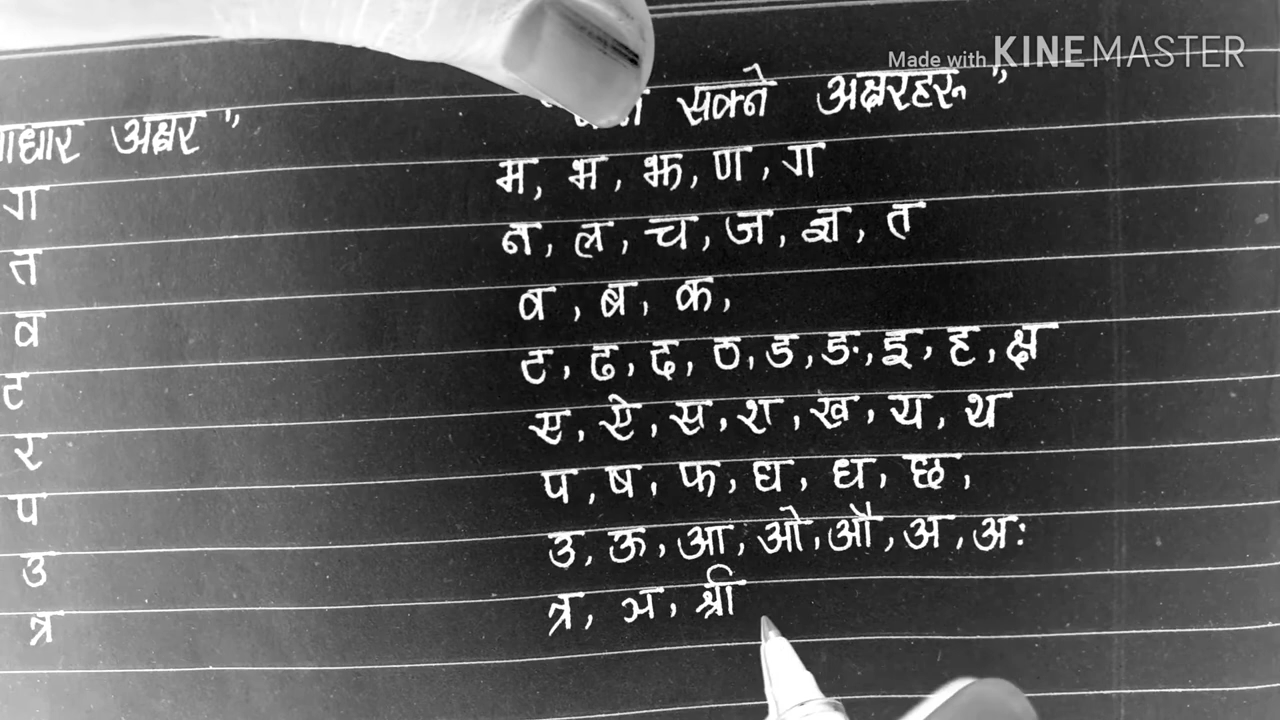 Made with KINEMASTER
सक्ने अक्षरहरू"
अक्षर"
ग म, भ, झ, ण, ग
त न, ल, च, ज, ज्ञ, त
व व, ब, क,
ट ट, ढ, द, ठ, ड, ङ, इ, ह, क्ष
र ए, ऐ, स, श, ख, य, थ
प प, ष, फ, घ, ध, छ,
उ उ, ऊ, आ, ओ, औ, अ, अः
त्र त्र, ञ, श्री